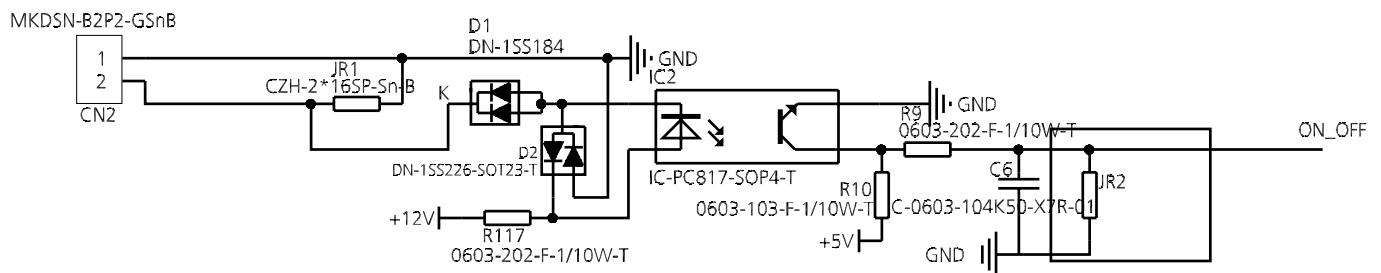 MKDSN-B2P2-GSnB
1
2
CN2
JR1
CZH-2*16SP-Sn-B
D1
DN-1SS184
K
GND
IC2
D2
DN-1SS226-SOT23-T
IC-PC817-SOP4-T
+12V
R117
0603-202-F-1/10W-T
GND
R9
0603-202-F-1/10W-T
ON_OFF
R10
0603-103-F-1/10W-T
+5V
C6
C-0603-104K50-X7R-01
JR2
GND